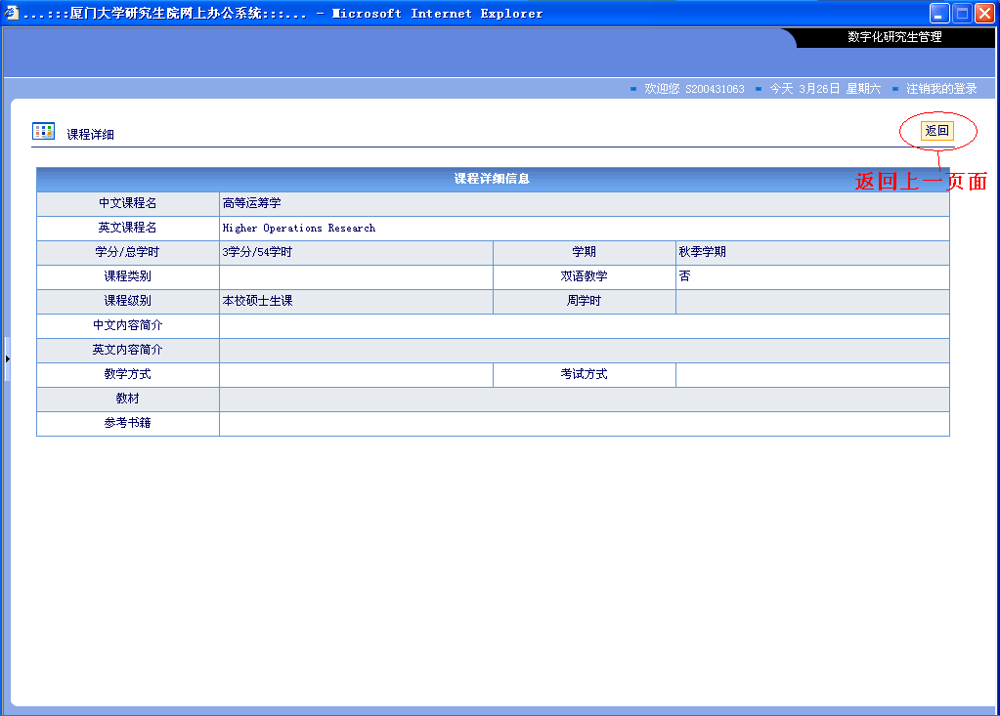 ...:::厦门大学研究生院网上办公系统:::... - Microsoft Internet Explorer
数字化研究生管理
欢迎您 S200431063 今天 3月26日 星期六 注销我的登录
课程详细 返回
返回上一页面
课程详细信息
中文课程名 高等运筹学
英文课程名 Higher Operations Research
学分/总学时 3学分/54学时 学期 秋季学期
课程类别 双语教学 否
课程级别 本校硕士生课 周学时
中文内容简介
英文内容简介
教学方式 考试方式
教材
参考书籍